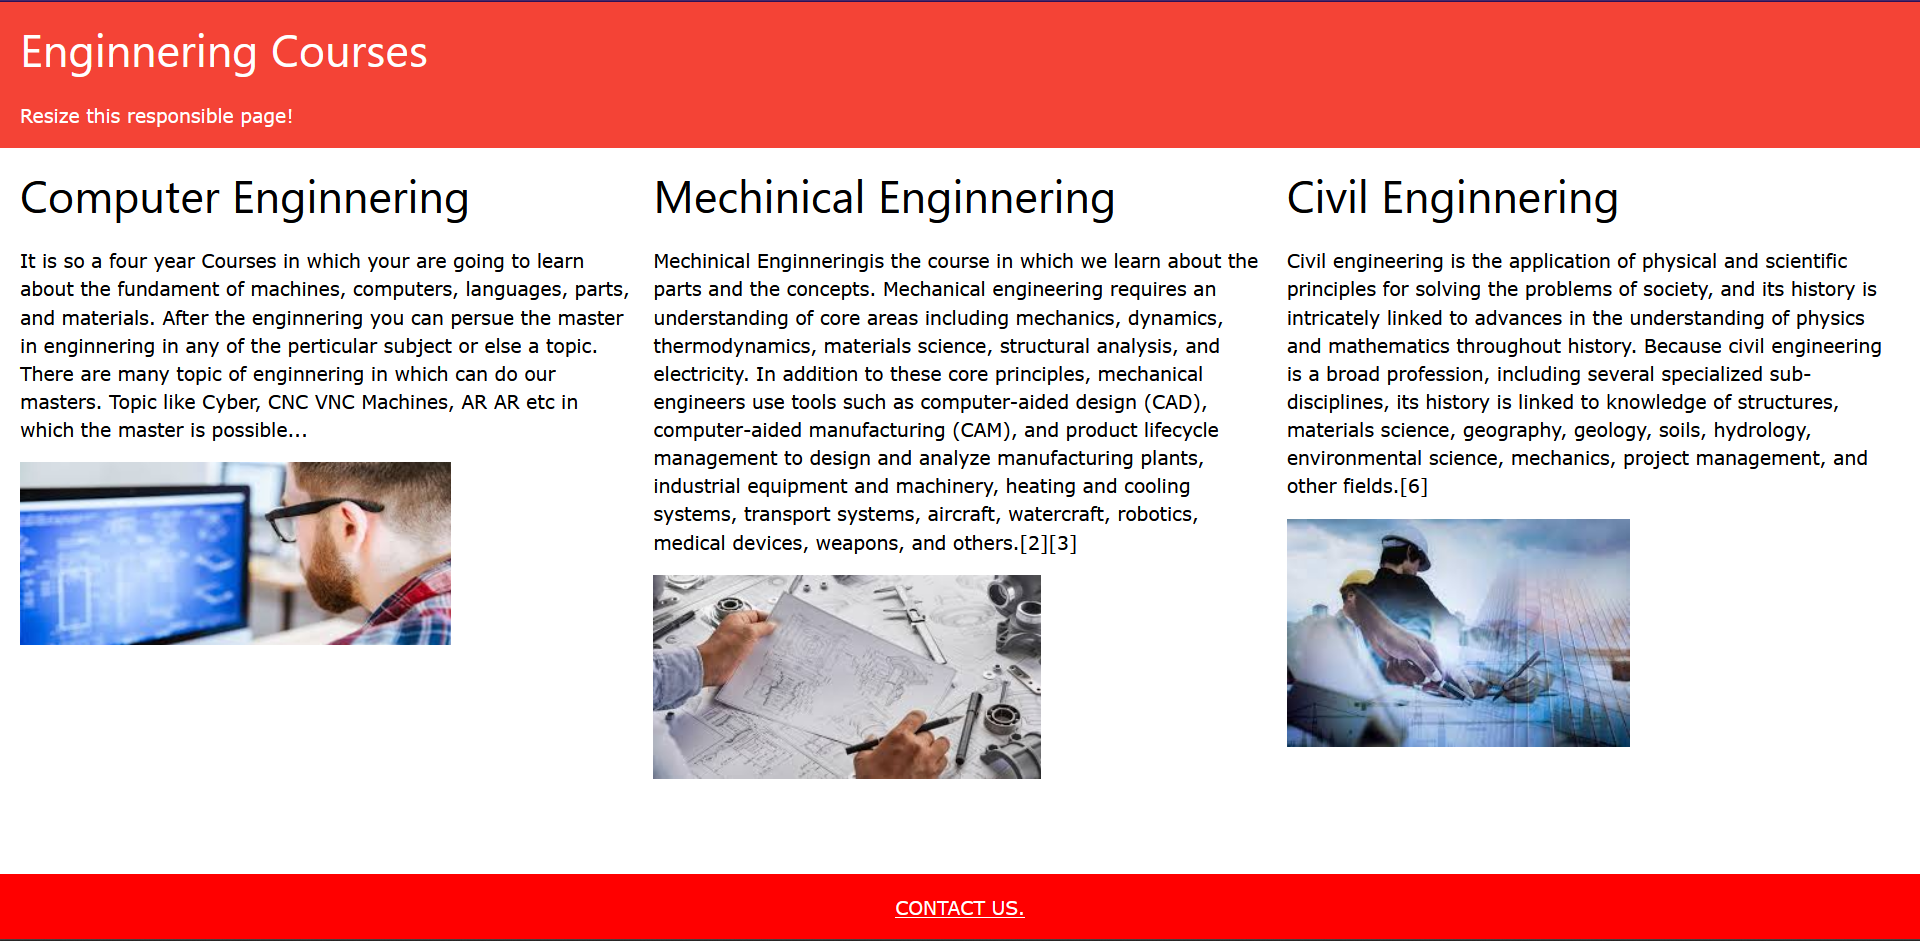 Enginnering Courses
Resize this responsible page!
Computer Enginnering
It is so a four year Courses in which your are going to learn
about the fundament of machines, computers, languages, parts,
and materials. After the enginnering you can persue the master
in enginnering in any of the perticular subject or else a topic.
There are many topic of enginnering in which can do our
masters. Topic like Cyber, CNC VNC Machines, AR AR etc in
which the master is possible...
Mechinical Enginnering
Mechinical Enginneringis the course in which we learn about the
parts and the concepts. Mechanical engineering requires an
understanding of core areas including mechanics, dynamics,
thermodynamics, materials science, structural analysis, and
electricity. In addition to these core principles, mechanical
engineers use tools such as computer-aided design (CAD),
computer-aided manufacturing (CAM), and product lifecycle
management to design and analyze manufacturing plants,
industrial equipment and machinery, heating and cooling
systems, transport systems, aircraft, watercraft, robotics,
medical devices, weapons, and others.[2][3]
Civil Enginnering
Civil engineering is the application of physical and scientific
principles for solving the problems of society, and its history is
intricately linked to advances in the understanding of physics
and mathematics throughout history. Because civil engineering
is a broad profession, including several specialized sub-
disciplines, its history is linked to knowledge of structures,
materials science, geography, geology, soils, hydrology,
environmental science, mechanics, project management, and
other fields.[6]
CONTACT US.